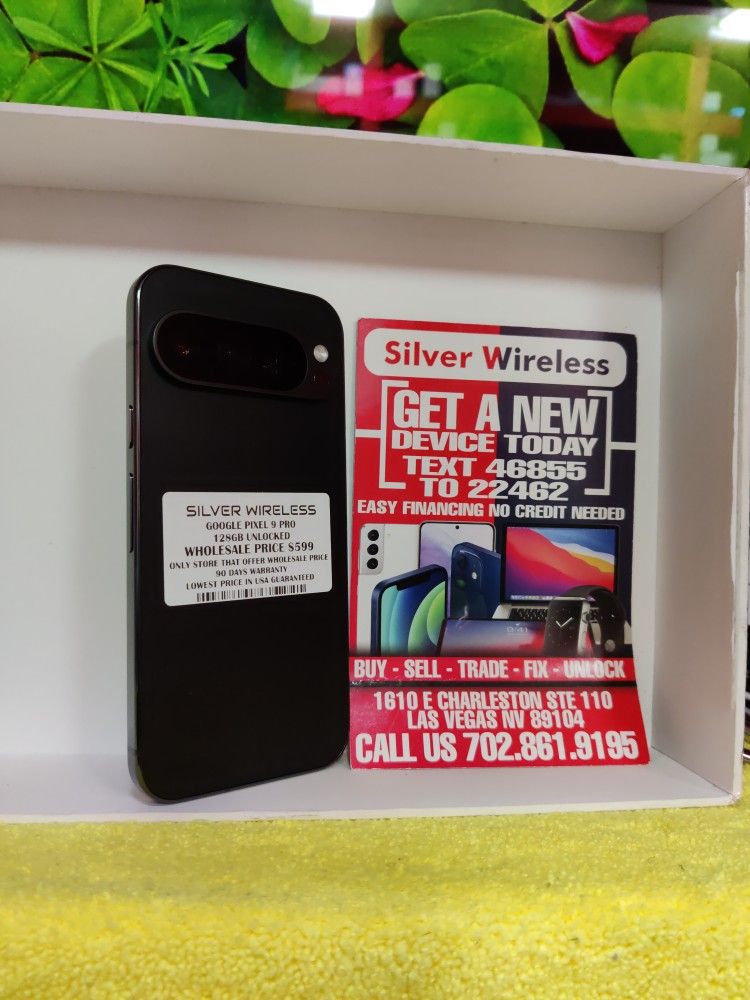 SILVER WIRELESS
GOOGLE PIXEL 9 PRO
128GB UNLOCKED
WHOLESALE PRICE $599
ONLY STORE THAT OFFER WHOLESALE PRICE
90 DAYS WARRANTY
LOWEST PRICE IN USA GUARANTEED
Silver Wireless
GET A NEW
DEVICE TODAY
TEXT 46855
TO 22462
EASY FINANCING NO CREDIT NEEDED
9:41
BUY - SELL - TRADE - FIX - UNLOCK
1610 E CHARLESTON STE 110
LAS VEGAS NV 89104
CALL US 702.861.9195